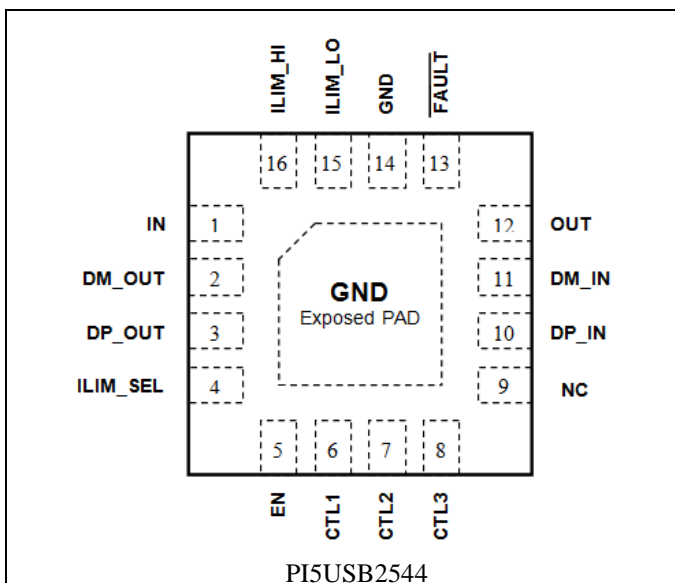 ILIM_HI
ILIM_LO
GND
FAULT
16
15
14
13
IN
1
12
OUT
DM_OUT
2
11
DM_IN
GND
Exposed PAD
DP_OUT
3
10
DP_IN
ILIM_SEL
4
9
NC
5
6
7
8
EN
CTL1
CTL2
CTL3
PI5USB2544